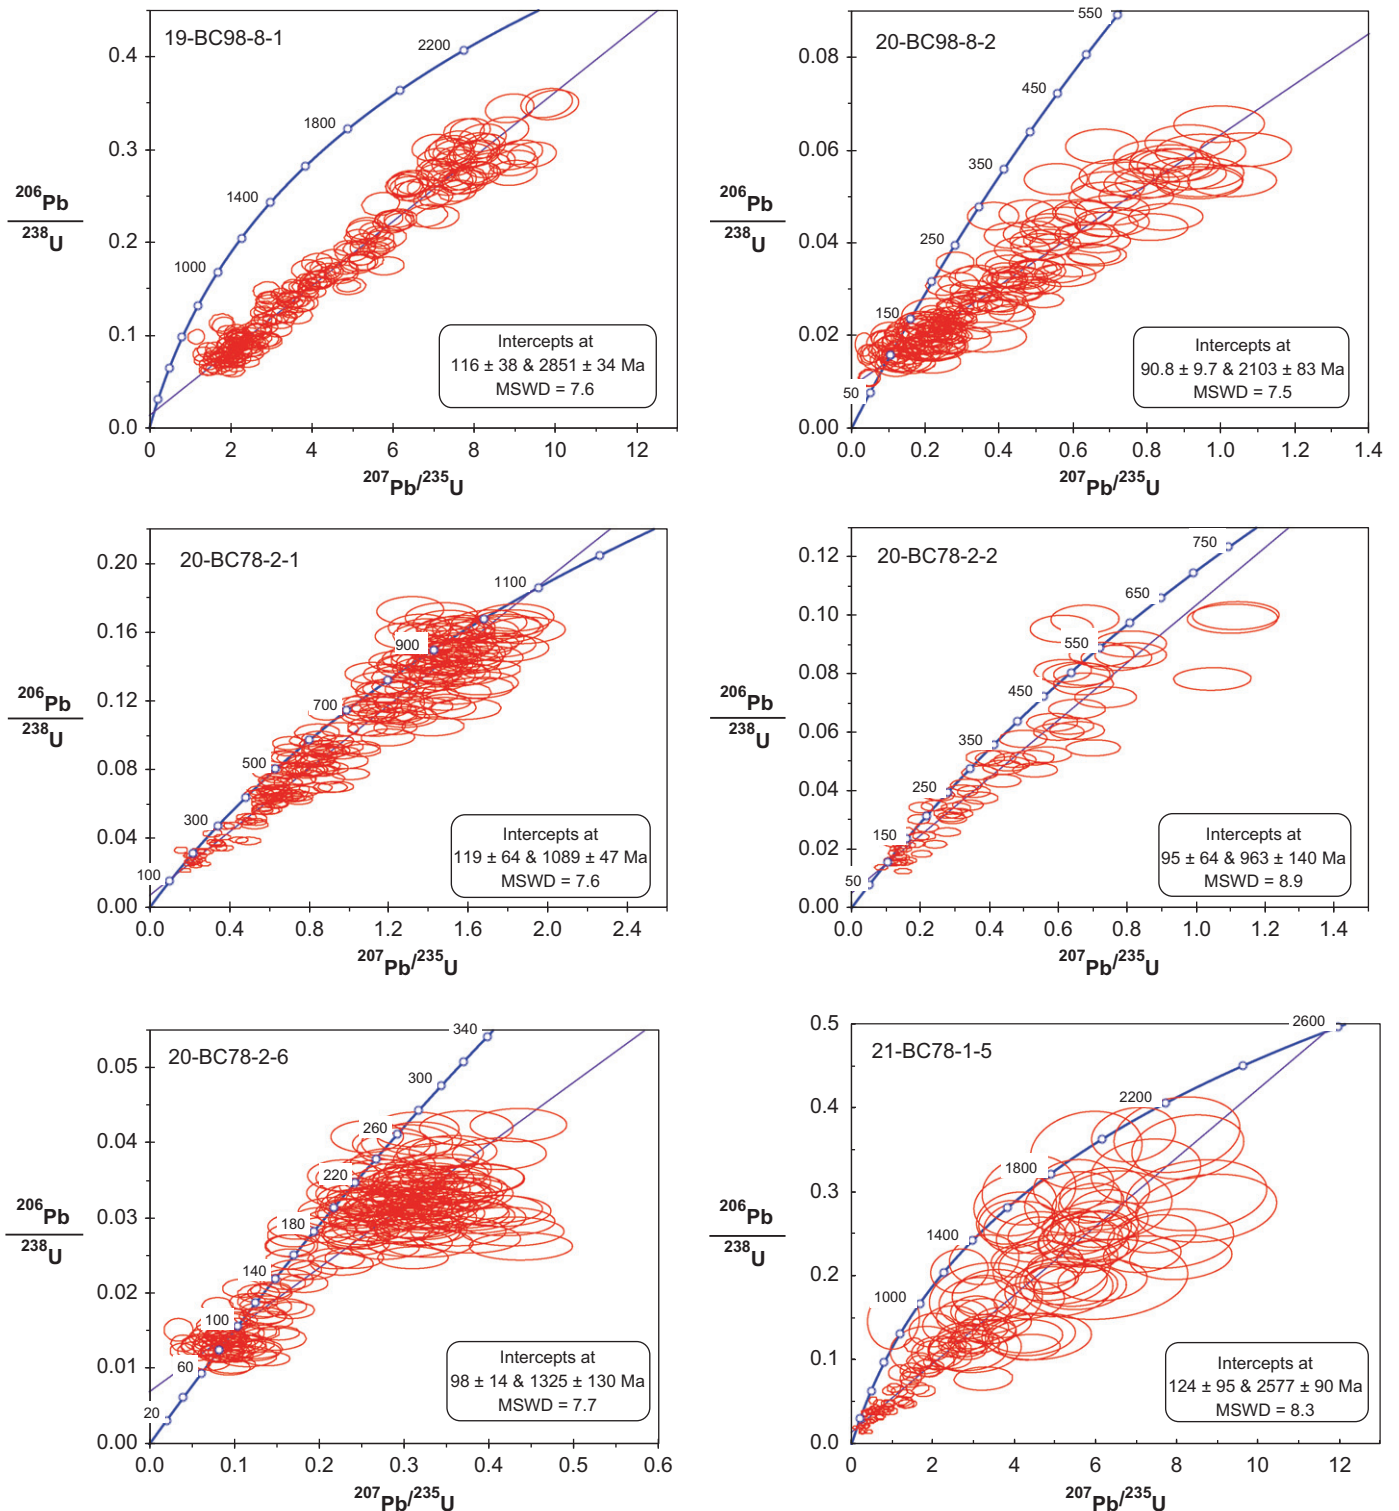 19-BC98-8-1
0.4
0.3
0.2
0.1
0.0
206Pb
238U
2200
1800
1400
1000
Intercepts at
116 ± 38 & 2851 ± 34 Ma
MSWD = 7.6
0 2 4 6 8 10 12
207Pb/235U
20-BC98-8-2
0.08
0.06
0.04
0.02
0.00
206Pb
238U
550
450
350
250
150
50
Intercepts at
90.8 ± 9.7 & 2103 ± 83 Ma
MSWD = 7.5
0.0 0.2 0.4 0.6 0.8 1.0 1.2 1.4
207Pb/235U
20-BC78-2-1
0.20
0.16
0.12
0.08
0.04
0.00
206Pb
238U
1100
900
700
500
300
100
Intercepts at
119 ± 64 & 1089 ± 47 Ma
MSWD = 7.6
0.0 0.4 0.8 1.2 1.6 2.0 2.4
207Pb/235U
20-BC78-2-2
0.12
0.10
0.08
0.06
0.04
0.02
0.00
206Pb
238U
750
650
550
450
350
250
150
50
Intercepts at
95 ± 64 & 963 ± 140 Ma
MSWD = 8.9
0.0 0.2 0.4 0.6 0.8 1.0 1.2 1.4
207Pb/235U
20-BC78-2-6
0.05
0.04
0.03
0.02
0.01
0.00
206Pb
238U
340
300
260
220
180
140
100
60
20
Intercepts at
98 ± 14 & 1325 ± 130 Ma
MSWD = 7.7
0.0 0.1 0.2 0.3 0.4 0.5 0.6
207Pb/235U
21-BC78-1-5
0.5
0.4
0.3
0.2
0.1
0.0
206Pb
238U
2600
2200
1800
1400
1000
Intercepts at
124 ± 95 & 2577 ± 90 Ma
MSWD = 8.3
0 2 4 6 8 10 12
207Pb/235U